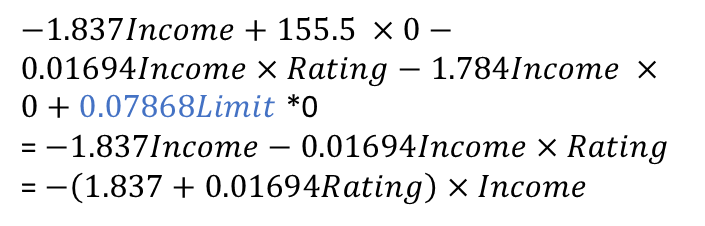 −1.837Income + 155.5 × 0 −
0.01694Income × Rating − 1.784Income ×
0 + 0.07868Limit *0
= −1.837Income − 0.01694Income × Rating
= −(1.837 + 0.01694Rating) × Income